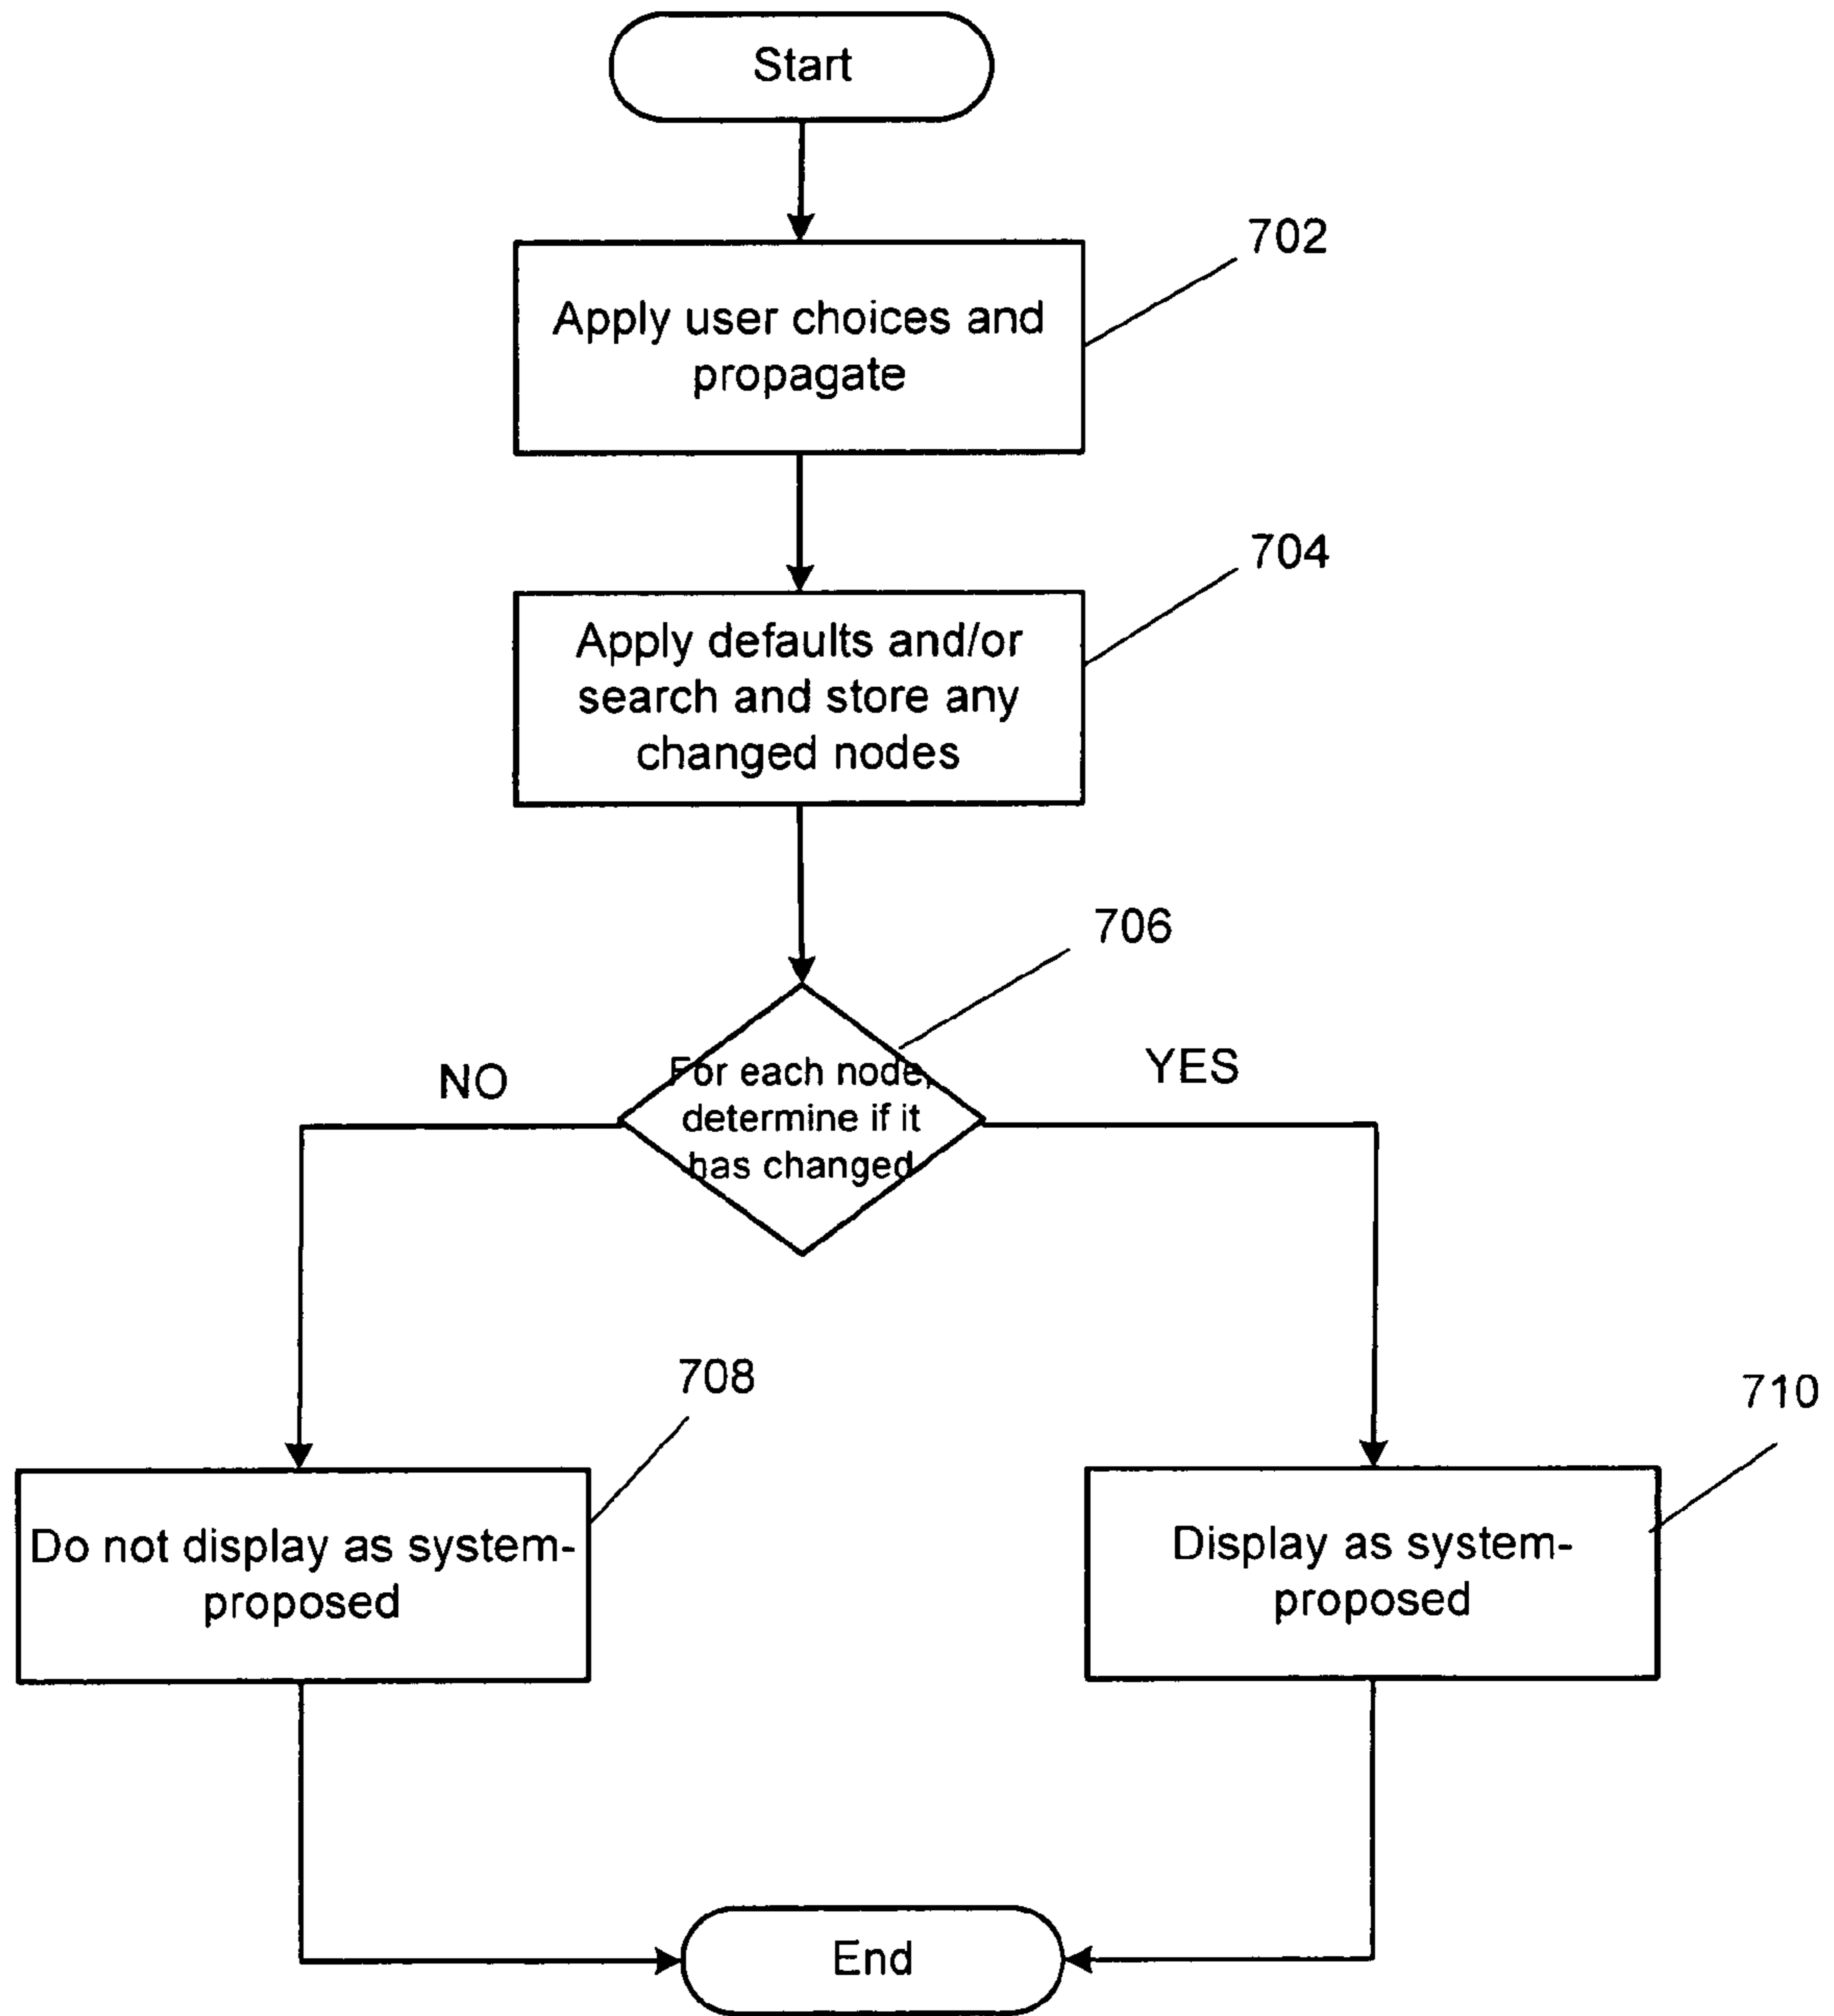 Start
702
Apply user choices and
propagate
704
Apply defaults and/or
search and store any
changed nodes
706
NO
YES
For each node,
determine if it
has changed
708
710
Do not display as system-
proposed
Display as system-
proposed
End